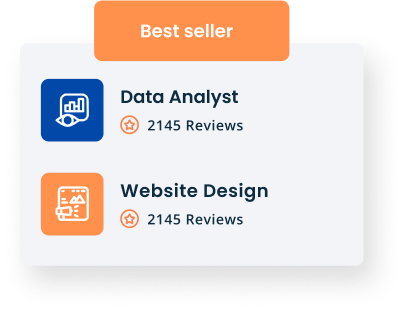 Best seller
Data Analyst
2145 Reviews
Website Design
2145 Reviews